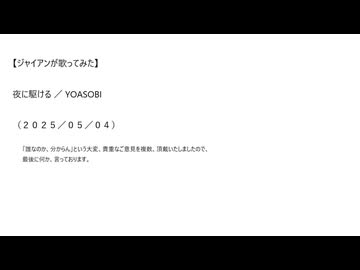 【ジャイアンが歌ってみた】
夜に駆ける ／ YOASOBI
（２０２５／０５／０４）
「誰なのか、分からん」という大変、貴重なご意見を複数、頂戴いたしましたので、
最後に何か、言っております。